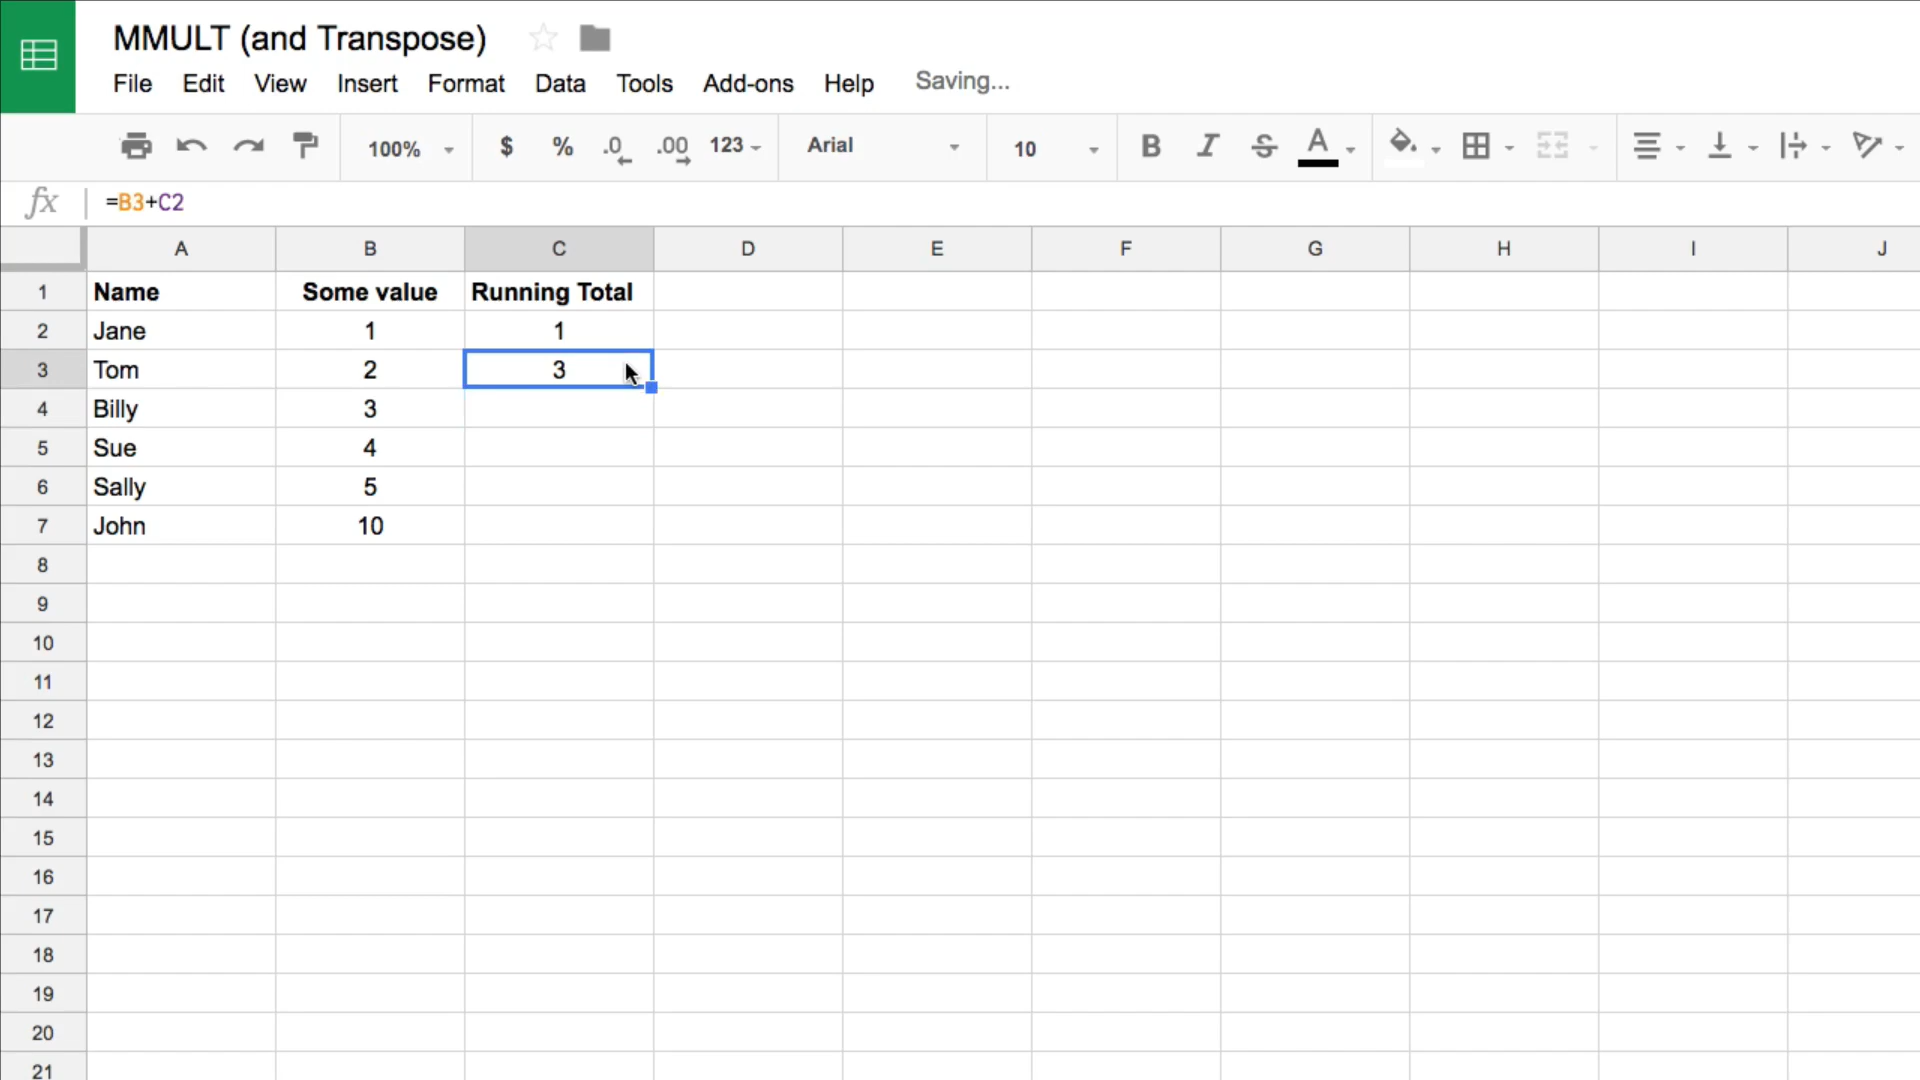 MMULT (and Transpose)
File Edit View Insert Format Data Tools Add-ons Help Saving...
100% $ % .0 .00 123 Arial 10 B I S A
fx =B3+C2
A B C D E F G H I J
1 Name Some value Running Total
2 Jane 1 1
3 Tom 2 3
4 Billy 3
5 Sue 4
6 Sally 5
7 John 10
8
9
10
11
12
13
14
15
16
17
18
19
20
21